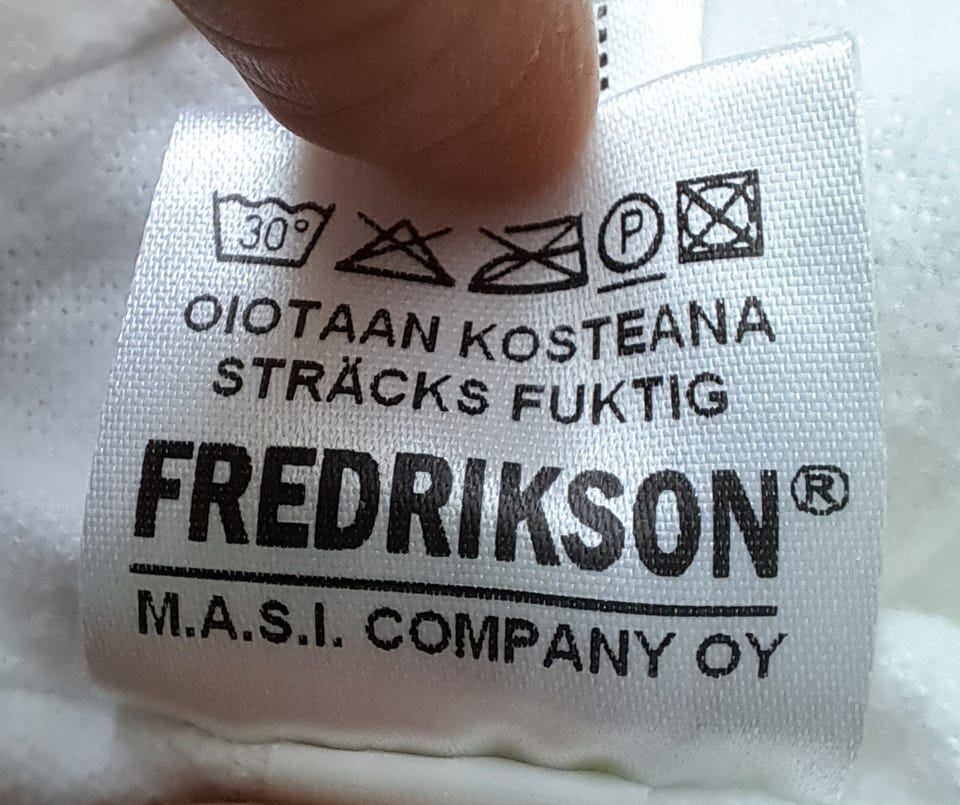 30°
P
OIOTAAN KOSTEANA
STRÄCKS FUKTIG
FREDRIKSON®
M.A.S.I. COMPANY OY